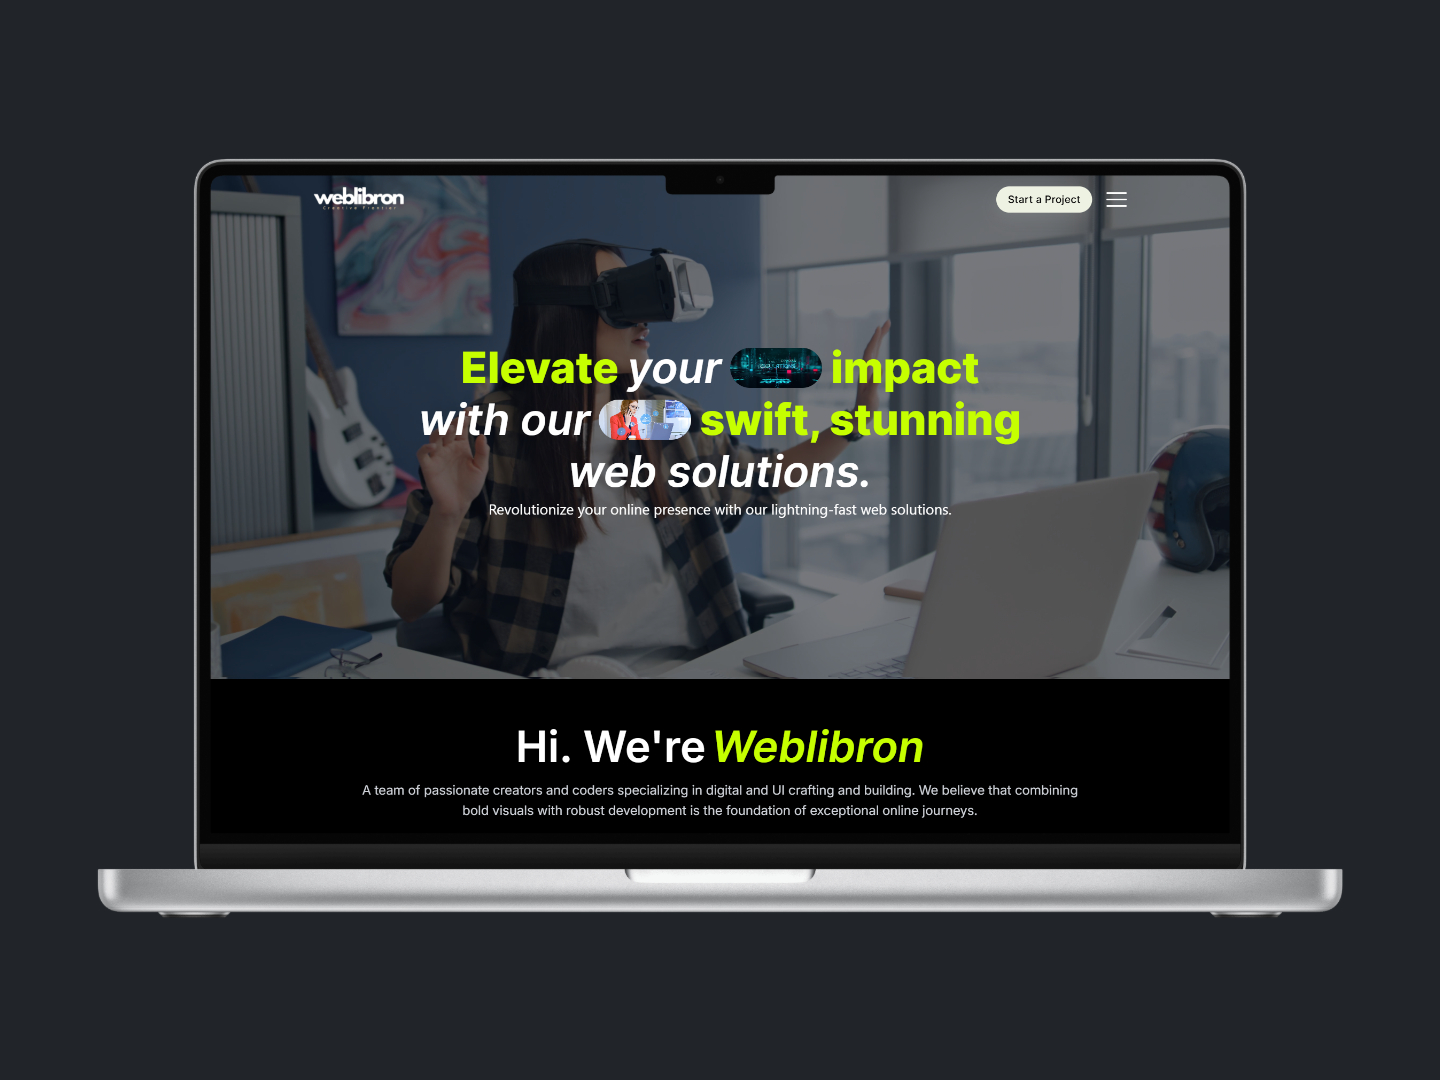 weblibron
Creative Frontier
Start a Project
Elevate your impact
with our swift, stunning
web solutions.
Revolutionize your online presence with our lightning-fast web solutions.
Hi. We're Weblibron
A team of passionate creators and coders specializing in digital and UI crafting and building. We believe that combining
bold visuals with robust development is the foundation of exceptional online journeys.